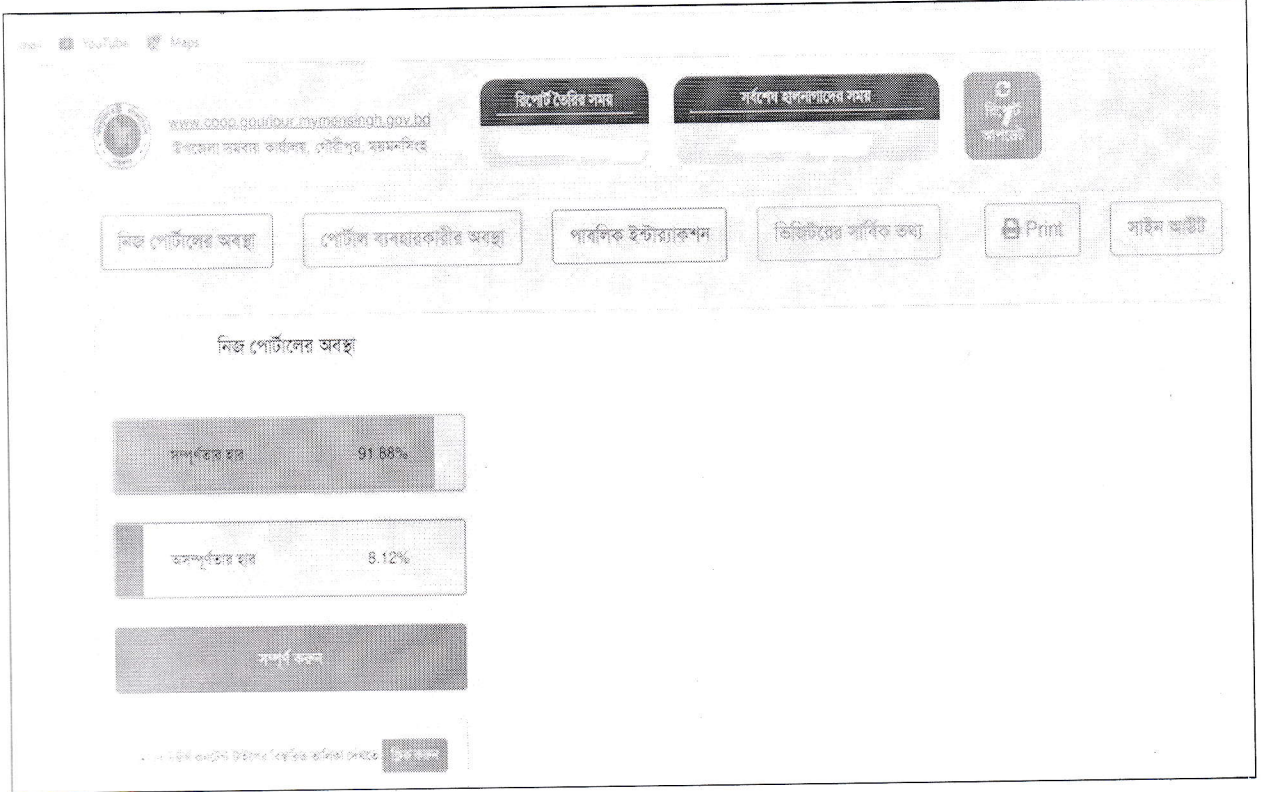 YouTube Maps
রিপোর্ট তৈরির সময়
সর্বশেষ হালনাগাদের সময়
www.coop.gouripur.mymensingh.gov.bd
উপজেলা সমবায় কার্যালয়, গৌরীপুর, ময়মনসিংহ
নিজ পোর্টালের অবস্থা
পোর্টাল ব্যবহারকারীর অবস্থা
পাবলিক ইন্টার‍্যাকশন
ভিজিটরের সার্বিক তথ্য
Print
সাইন আউট
নিজ পোর্টালের অবস্থা
সম্পূর্ণতার হার 91.88%
অসম্পূর্ণতার হার 8.12%
সম্পূর্ণ করুন
তালিকা দেখতে ক্লিক করুন